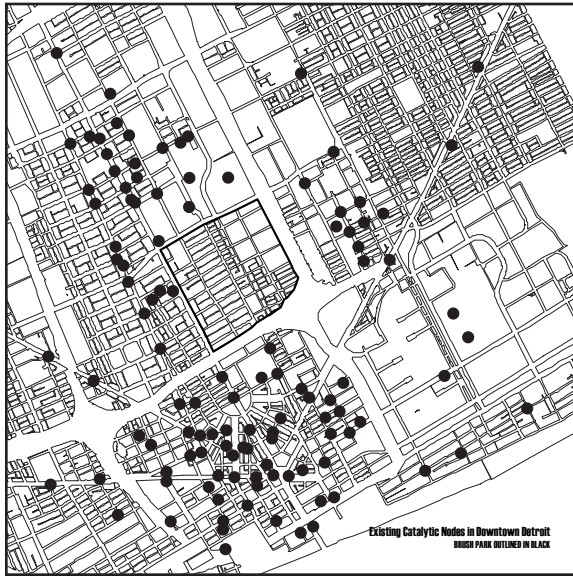 Existing Catalytic Nodes in Downtown Detroit
BRUSH PARK OUTLINED IN BLACK